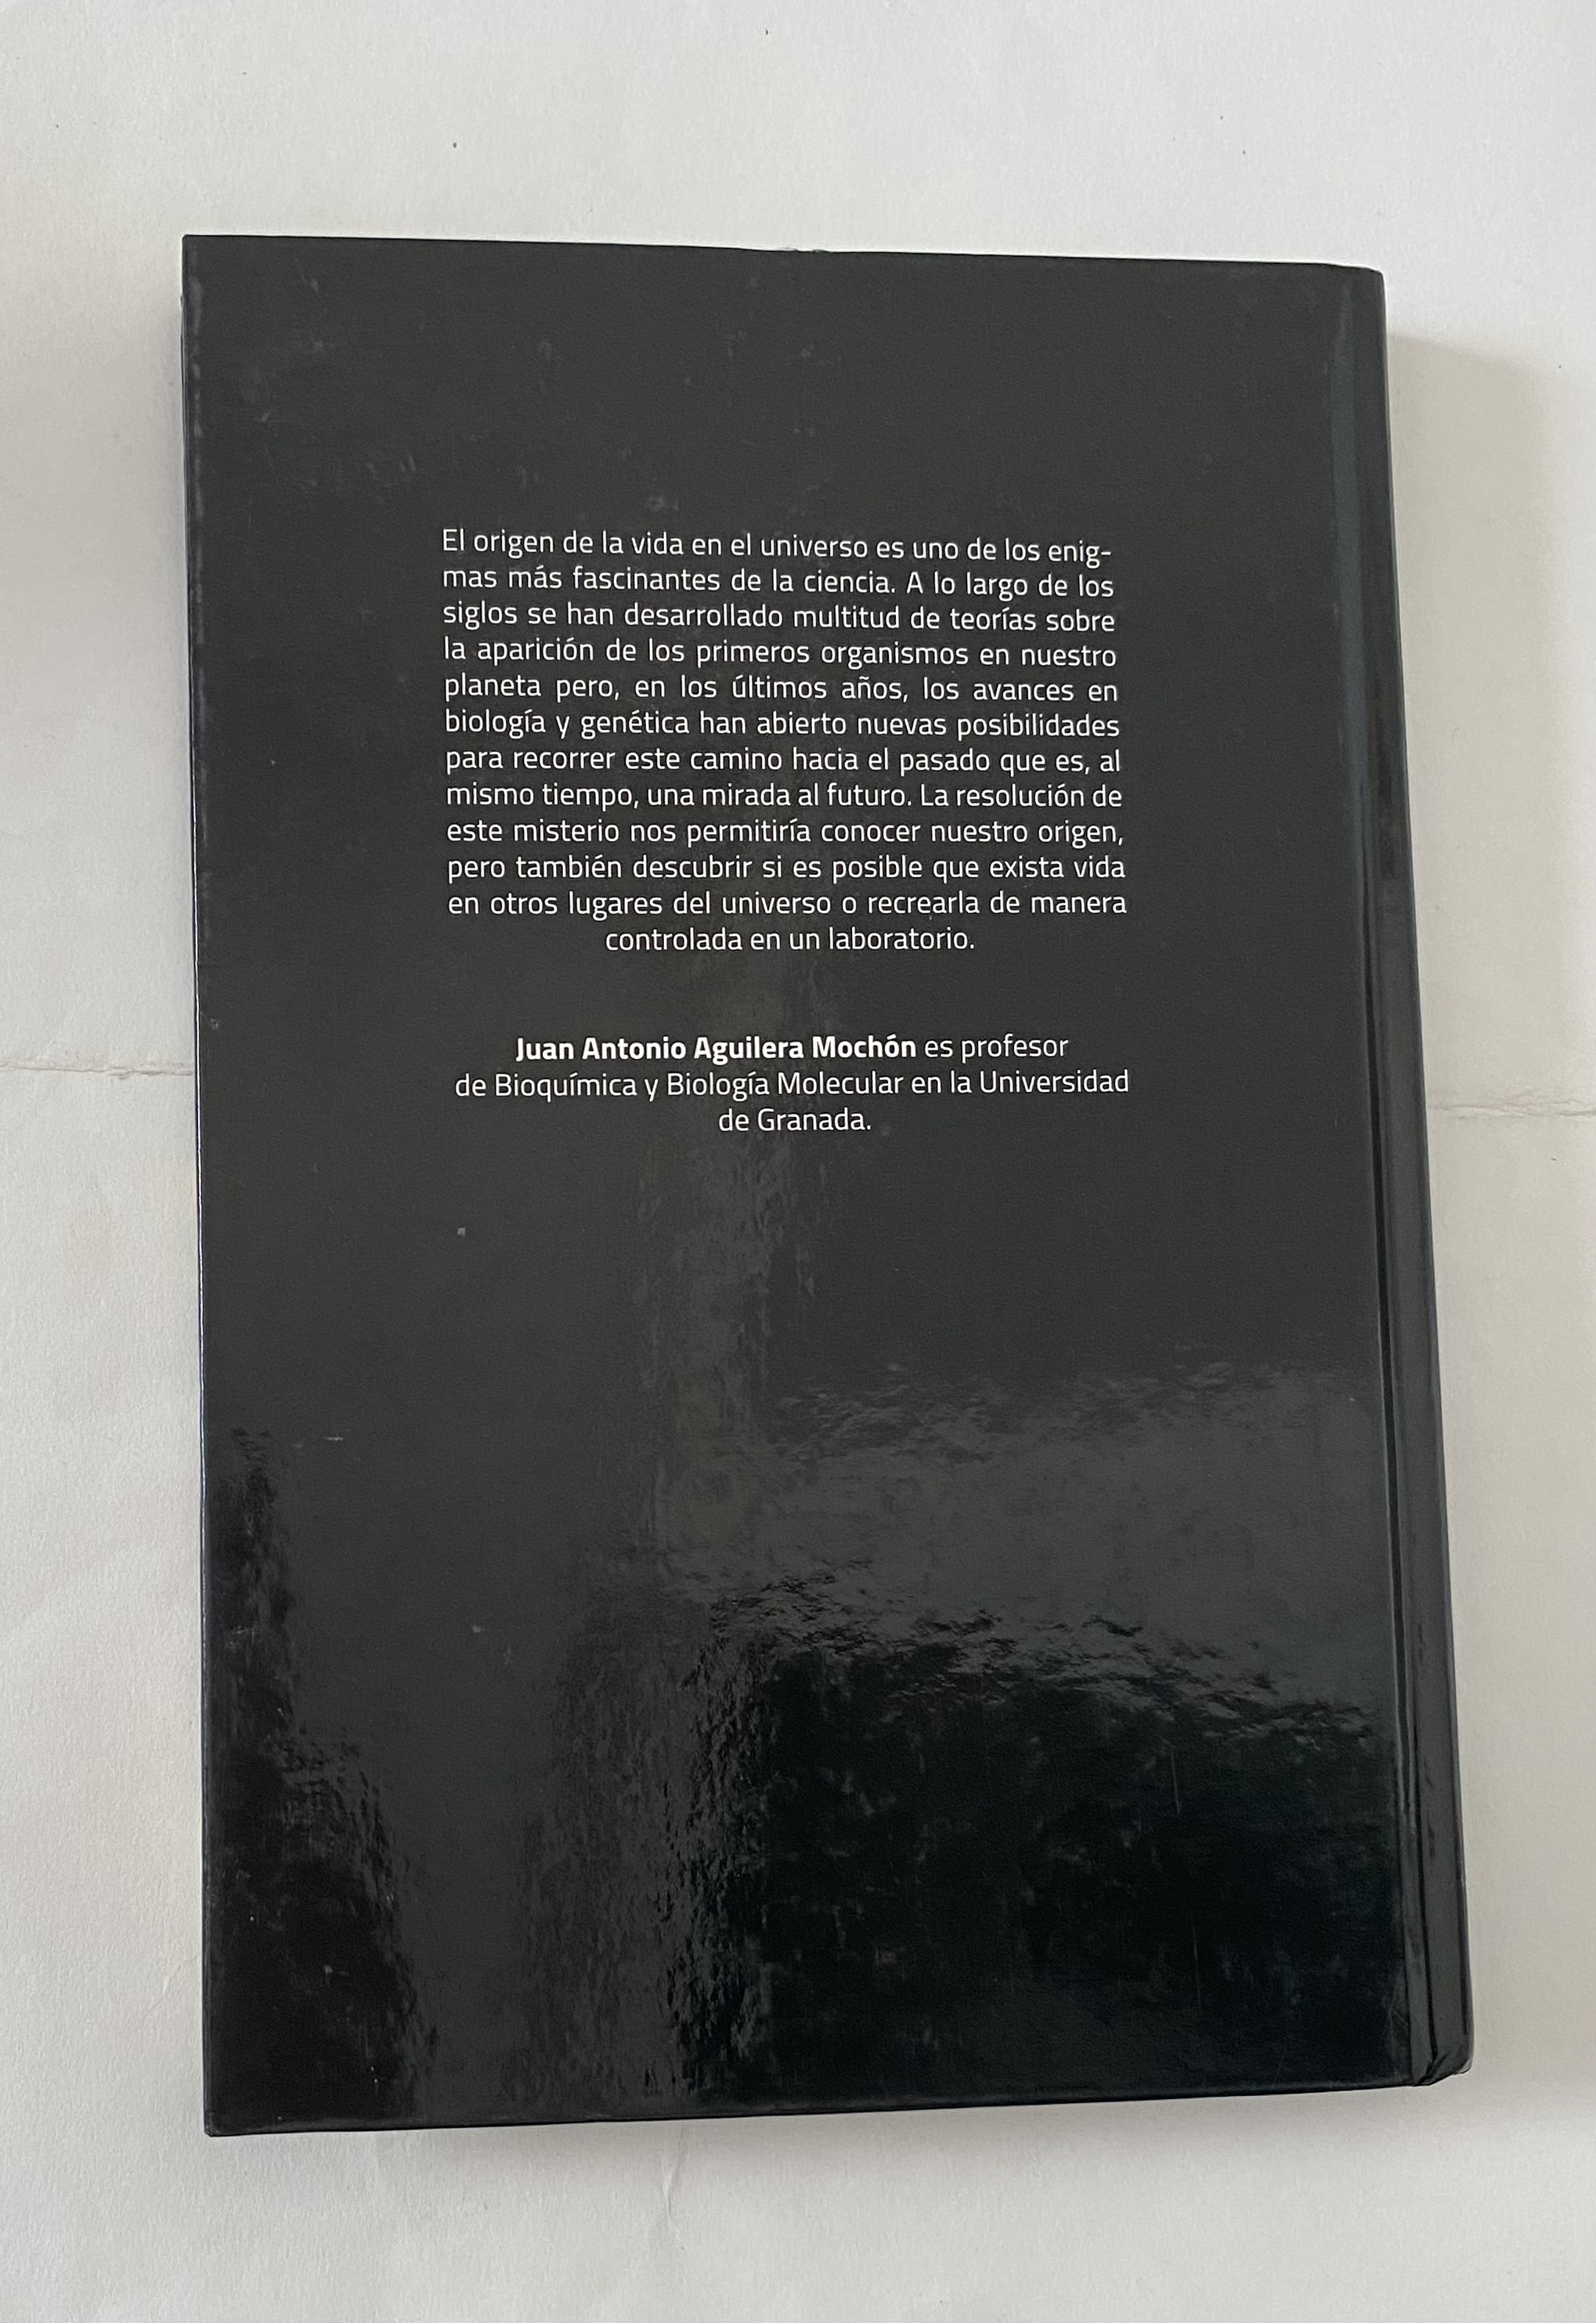 El origen de la vida en el universo es uno de los enig-
mas más fascinantes de la ciencia. A lo largo de los
siglos se han desarrollado multitud de teorías sobre
la aparición de los primeros organismos en nuestro
planeta pero, en los últimos años, los avances en
biología y genética han abierto nuevas posibilidades
para recorrer este camino hacia el pasado que es, al
mismo tiempo, una mirada al futuro. La resolución de
este misterio nos permitiría conocer nuestro origen,
pero también descubrir si es posible que exista vida
en otros lugares del universo o recrearla de manera
controlada en un laboratorio.
Juan Antonio Aguilera Mochón es profesor
de Bioquímica y Biología Molecular en la Universidad
de Granada.